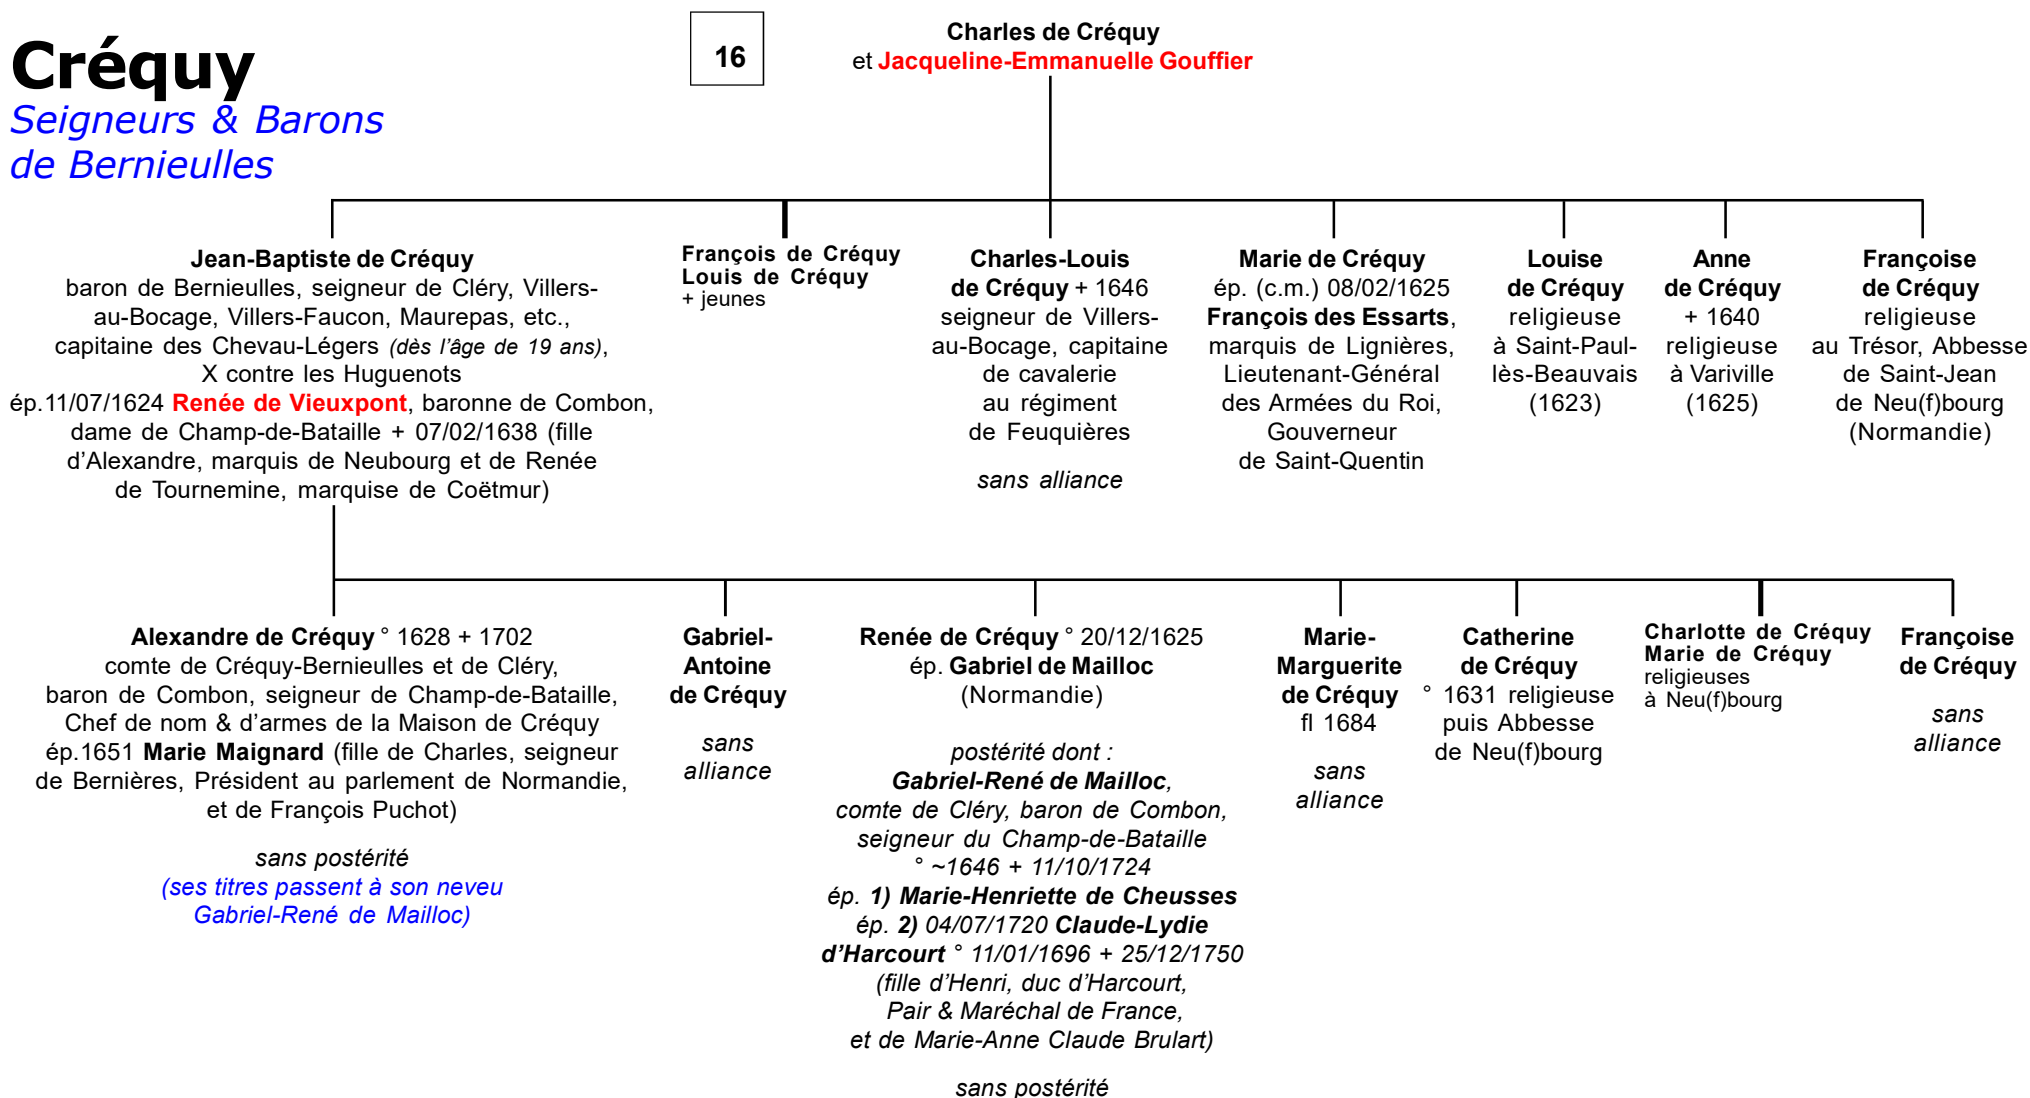 Créquy
Seigneurs & Barons
de Bernieulles
16
Charles de Créquy
et Jacqueline-Emmanuelle Gouffier
Jean-Baptiste de Créquy
baron de Bernieulles, seigneur de Cléry, Villers-
au-Bocage, Villers-Faucon, Maurepas, etc.,
capitaine des Chevau-Légers (dès l'âge de 19 ans),
X contre les Huguenots
ép.11/07/1624 Renée de Vieuxpont, baronne de Combon,
dame de Champ-de-Bataille + 07/02/1638 (fille
d'Alexandre, marquis de Neubourg et de Renée
de Tournemine, marquise de Coëtmur)
François de Créquy
Louis de Créquy
+ jeunes
Charles-Louis
de Créquy + 1646
seigneur de Villers-
au-Bocage, capitaine
de cavalerie
au régiment
de Feuquières
sans alliance
Marie de Créquy
ép. (c.m.) 08/02/1625
François des Essarts,
marquis de Lignières,
Lieutenant-Général
des Armées du Roi,
Gouverneur
de Saint-Quentin
Louise
de Créquy
religieuse
à Saint-Paul-
lès-Beauvais
(1623)
Anne
de Créquy
+ 1640
religieuse
à Variville
(1625)
Françoise
de Créquy
religieuse
au Trésor, Abbesse
de Saint-Jean
de Neu(f)bourg
(Normandie)
Alexandre de Créquy ° 1628 + 1702
comte de Créquy-Bernieulles et de Cléry,
baron de Combon, seigneur de Champ-de-Bataille,
Chef de nom & d'armes de la Maison de Créquy
ép.1651 Marie Maignard (fille de Charles, seigneur
de Bernières, Président au parlement de Normandie,
et de François Puchot)
sans postérité
(ses titres passent à son neveu
Gabriel-René de Mailloc)
Gabriel-
Antoine
de Créquy
sans
alliance
Renée de Créquy ° 20/12/1625
ép. Gabriel de Mailloc
(Normandie)
postérité dont :
Gabriel-René de Mailloc,
comte de Cléry, baron de Combon,
seigneur du Champ-de-Bataille
° ~1646 + 11/10/1724
ép. 1) Marie-Henriette de Cheusses
ép. 2) 04/07/1720 Claude-Lydie
d'Harcourt ° 11/01/1696 + 25/12/1750
(fille d'Henri, duc d'Harcourt,
Pair & Maréchal de France,
et de Marie-Anne Claude Brulart)
sans postérité
Marie-
Marguerite
de Créquy
fl 1684
sans
alliance
Catherine
de Créquy
° 1631 religieuse
puis Abbesse
de Neu(f)bourg
Charlotte de Créquy
Marie de Créquy
religieuses
à Neu(f)bourg
Françoise
de Créquy
sans
alliance